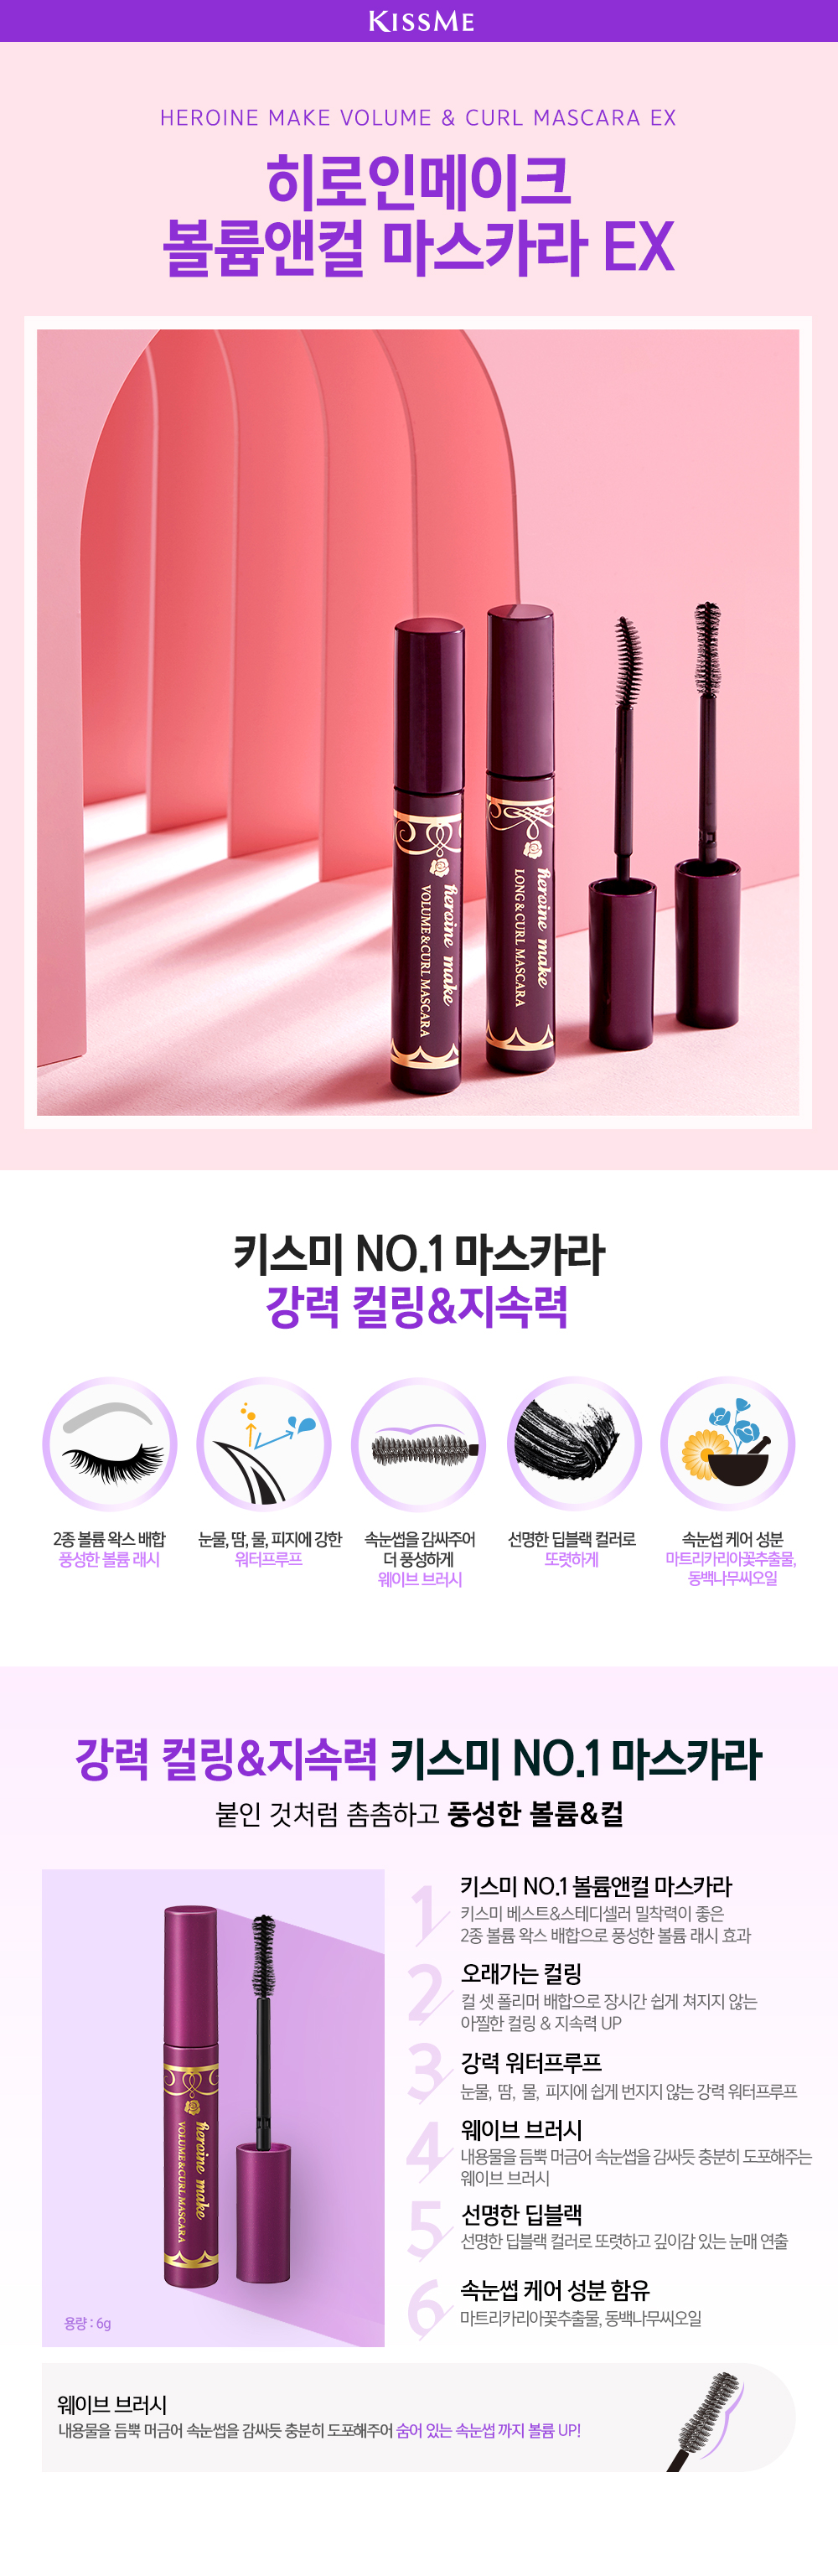 KISSME
HEROINE MAKE VOLUME & CURL MASCARA EX
히로인메이크
볼륨앤컬 마스카라 EX
heroine make
VOLUME&CURL MASCARA
heroine make
LONG&CURL MASCARA
키스미 NO.1 마스카라
강력 컬링&지속력
2종 볼륨 왁스 배합
풍성한 볼륨 래시
눈물, 땀, 물, 피지에 강한
워터프루프
속눈썹을 감싸주어
더 풍성하게
웨이브 브러시
선명한 딥블랙 컬러로
또렷하게
속눈썹 케어 성분
마트리카리아꽃추출물,
동백나무씨오일
강력 컬링&지속력 키스미 NO.1 마스카라
붙인 것처럼 촘촘하고 풍성한 볼륨&컬
heroine make
VOLUME&CURL MASCARA
용량 : 6g
1
키스미 NO.1 볼륨앤컬 마스카라
키스미 베스트&스테디셀러 밀착력이 좋은
2종 볼륨 왁스 배합으로 풍성한 볼륨 래시 효과
2
오래가는 컬링
컬 셋 폴리머 배합으로 장시간 쉽게 쳐지지 않는
아찔한 컬링 & 지속력 UP
3
강력 워터프루프
눈물, 땀, 물, 피지에 쉽게 번지지 않는 강력 워터프루프
4
웨이브 브러시
내용물을 듬뿍 머금어 속눈썹을 감싸듯 충분히 도포해주는
웨이브 브러시
5
선명한 딥블랙
선명한 딥블랙 컬러로 또렷하고 깊이감 있는 눈매 연출
6
속눈썹 케어 성분 함유
마트리카리아꽃추출물, 동백나무씨오일
웨이브 브러시
내용물을 듬뿍 머금어 속눈썹을 감싸듯 충분히 도포해주어 숨어 있는 속눈썹 까지 볼륨 UP!